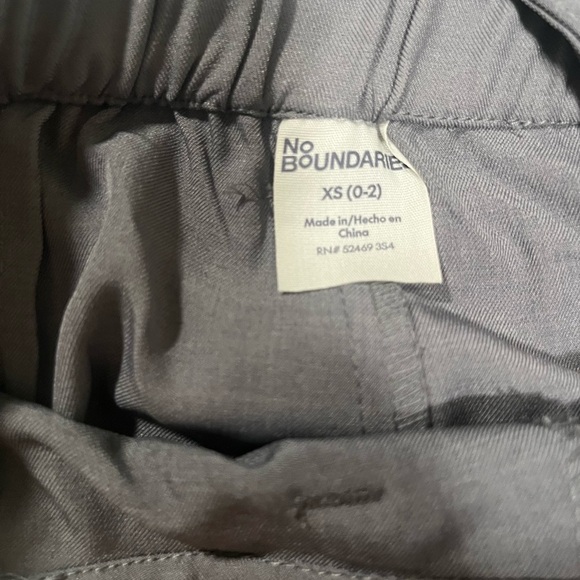 No
BOUNDARIE
XS (0-2)
Made in/Hecho en
China
RN# 52469 3S4